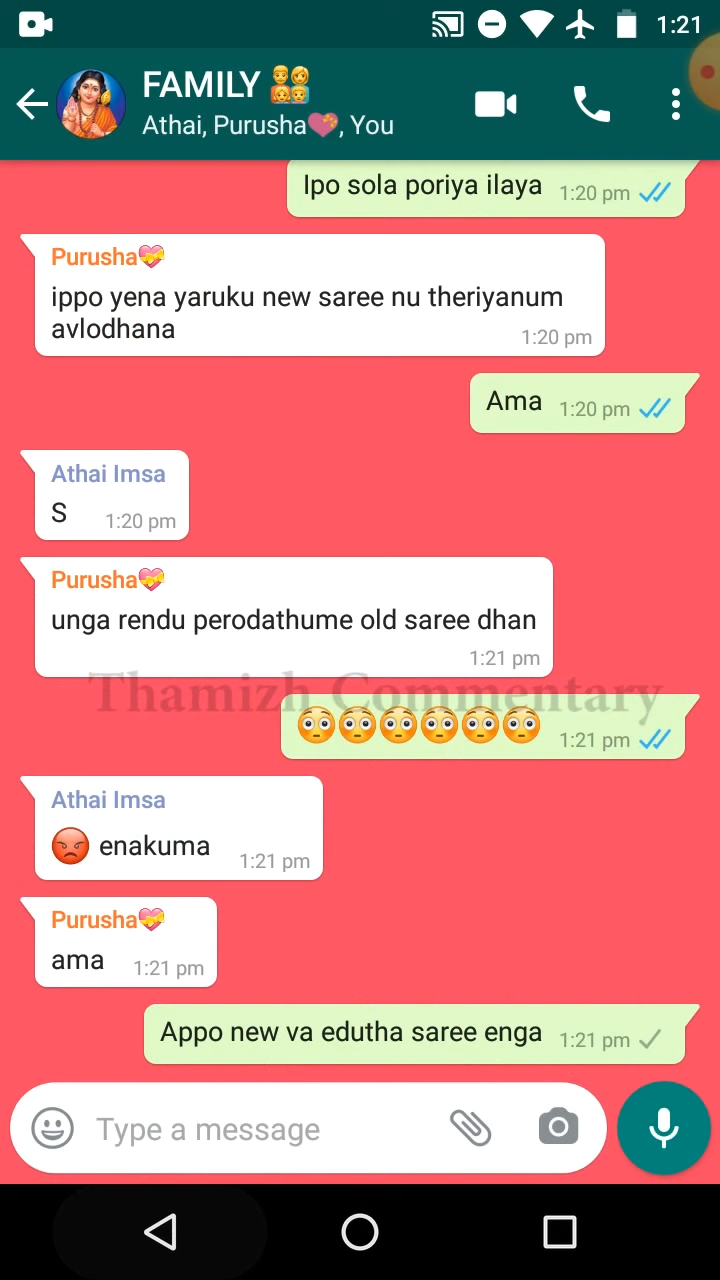 1:21
FAMILY 👨‍👩‍👧‍👦
Athai, Purusha💖, You
Ipo sola poriya ilaya 1:20 pm
Purusha💝
ippo yena yaruku new saree nu theriyanum
avlodhana
1:20 pm
Ama 1:20 pm
Athai Imsa
S 1:20 pm
Purusha💝
unga rendu perodathume old saree dhan
1:21 pm
Thamizh Commentary
😳😳😳😳😳😳 1:21 pm
Athai Imsa
😡 enakuma 1:21 pm
Purusha💝
ama 1:21 pm
Appo new va edutha saree enga 1:21 pm
Type a message